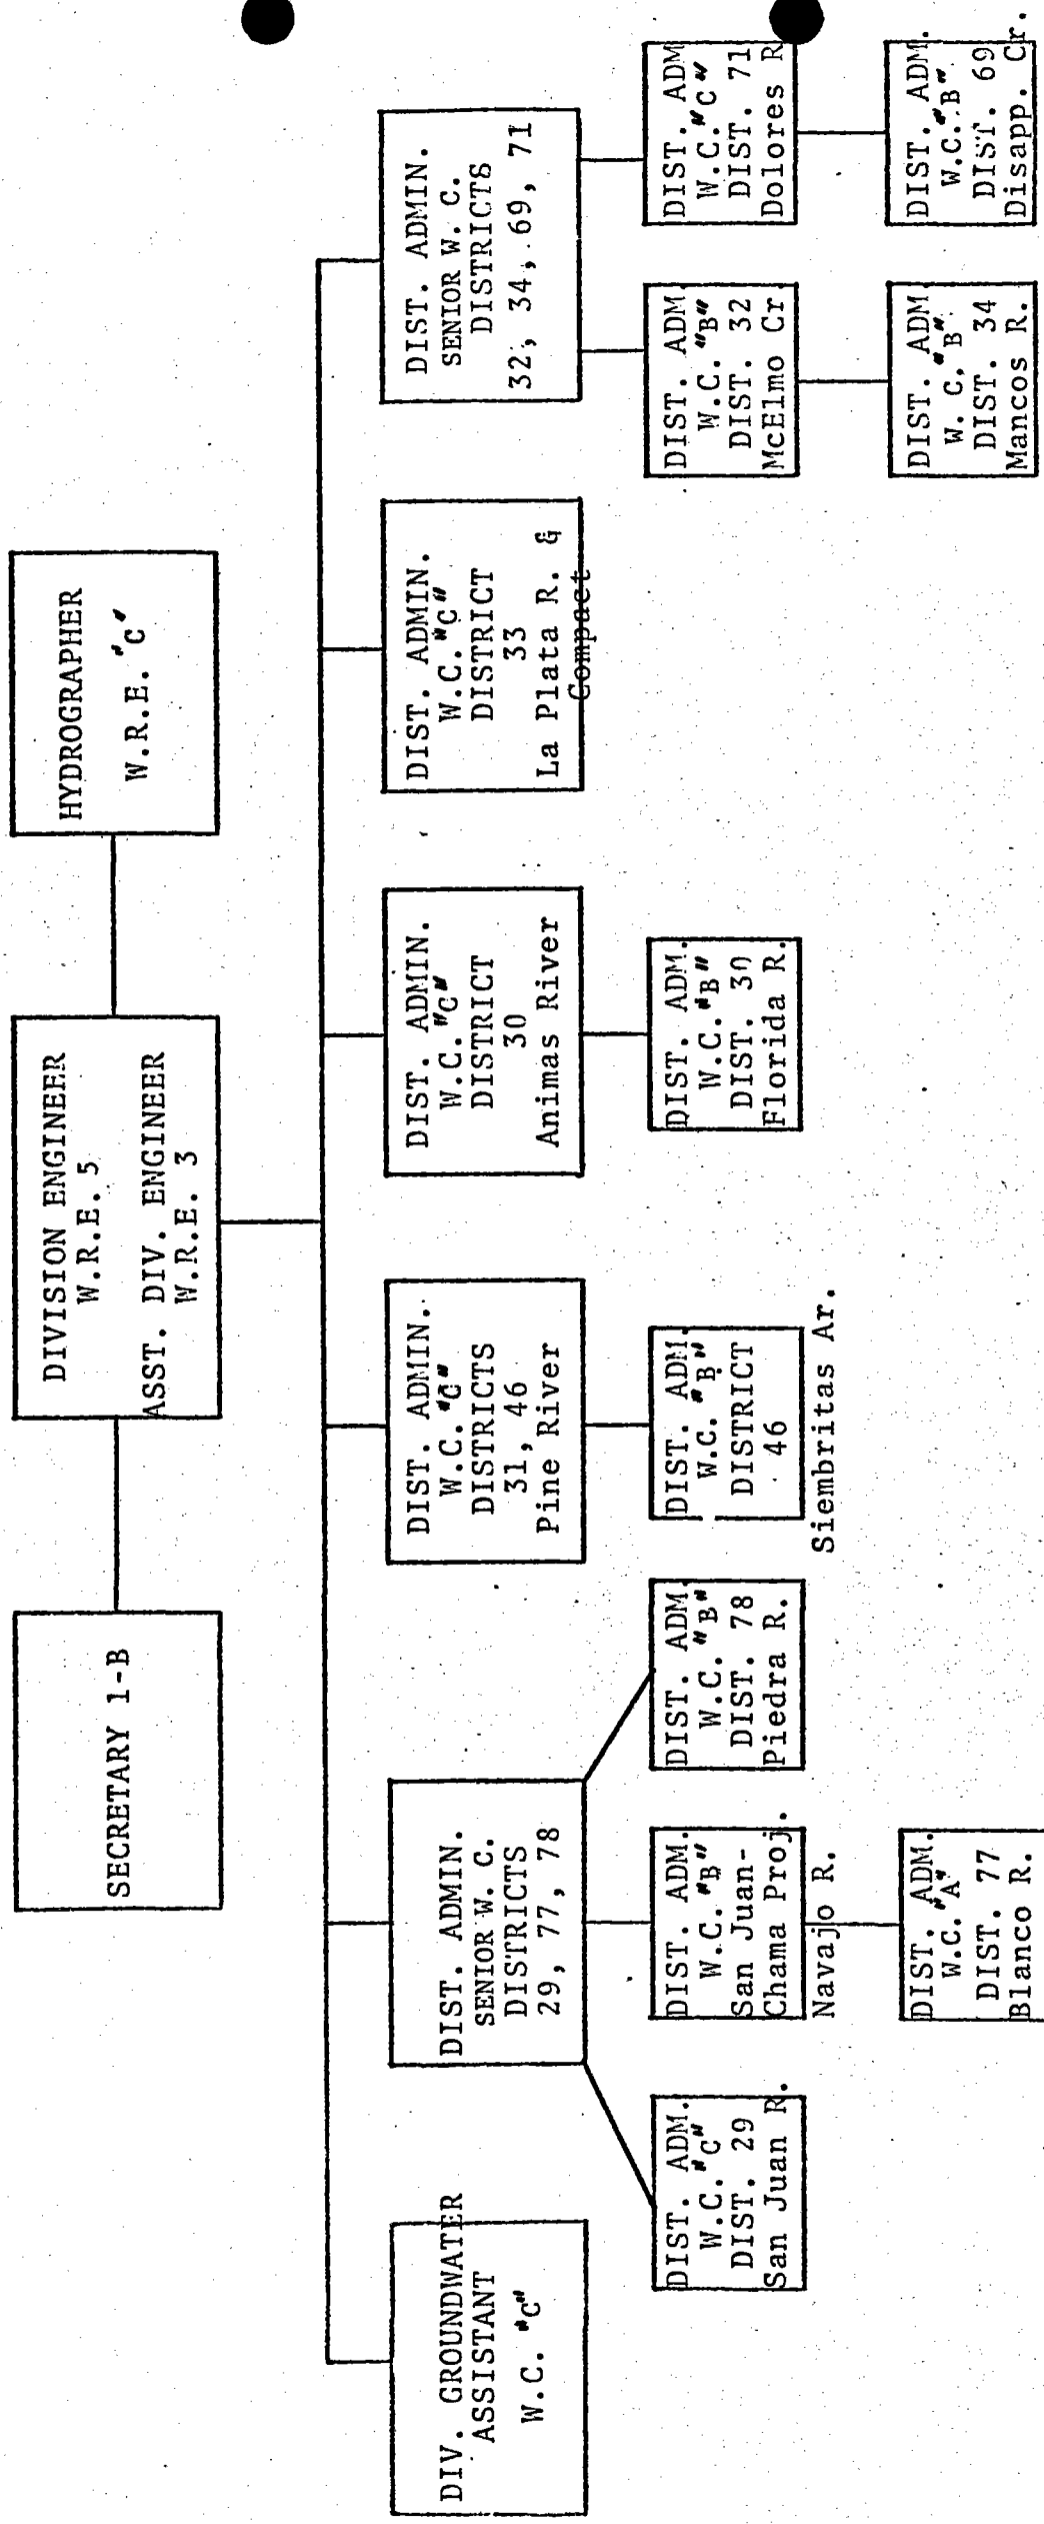 SECRETARY 1-B
DIVISION ENGINEER
W.R.E. 5
ASST. DIV. ENGINEER
W.R.E. 3
HYDROGRAPHER
W.R.E. "C"
DIV. GROUNDWATER
ASSISTANT
W.C. "C"
DIST. ADMIN.
SENIOR W. C.
DISTRICTS
29, 77, 78
DIST. ADMIN.
W.C. "C"
DISTRICTS
31, 46
Pine River
DIST. ADMIN.
W.C. "C"
DISTRICT
30
Animas River
DIST. ADMIN.
W.C. "C"
DISTRICT
33
La Plata R. &
Compact
DIST. ADMIN.
SENIOR W. C.
DISTRICTS
32, 34, 69, 71
DIST. ADM.
W.C. "C"
DIST. 29
San Juan R.
DIST. ADM.
W.C. "B"
San Juan-
Chama Proj.
Navajo R.
DIST. ADM.
W.C. "B"
DIST. 78
Piedra R.
DIST. ADM.
W.C. "B"
DISTRICT
46
Siembritas Ar.
DIST. ADM.
W.C. "B"
DIST. 30
Florida R.
DIST. ADM.
W.C. "B"
DIST. 32
McElmo Cr
DIST. ADM
W.C. "C"
DIST. 71
Dolores R
DIST. ADM.
W.C. "A"
DIST. 77
Blanco R.
DIST. ADM.
W. C. "B"
DIST. 34
Mancos R.
DIST. ADM.
W.C. "B"
DIST. 69
Disapp. Cr.